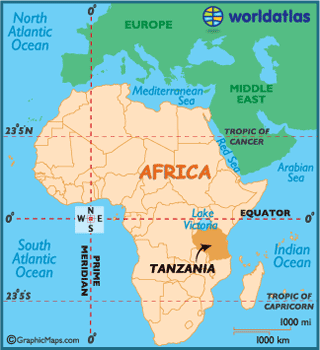 0°
North
Atlantic
Ocean
EUROPE
worldatlas
Mediterranean
Sea
MIDDLE
EAST
23°5N
TROPIC OF
CANCER
Red Sea
Arabian
Sea
AFRICA
Lake
Victoria
EQUATOR
0°
0°
N
W E
S
South
Atlantic
Ocean
PRIME
MERIDIAN
TANZANIA
Indian
Ocean
23°5S
TROPIC OF
CAPRICORN
1000 mi
1000 km
©GraphicMaps.com
0°